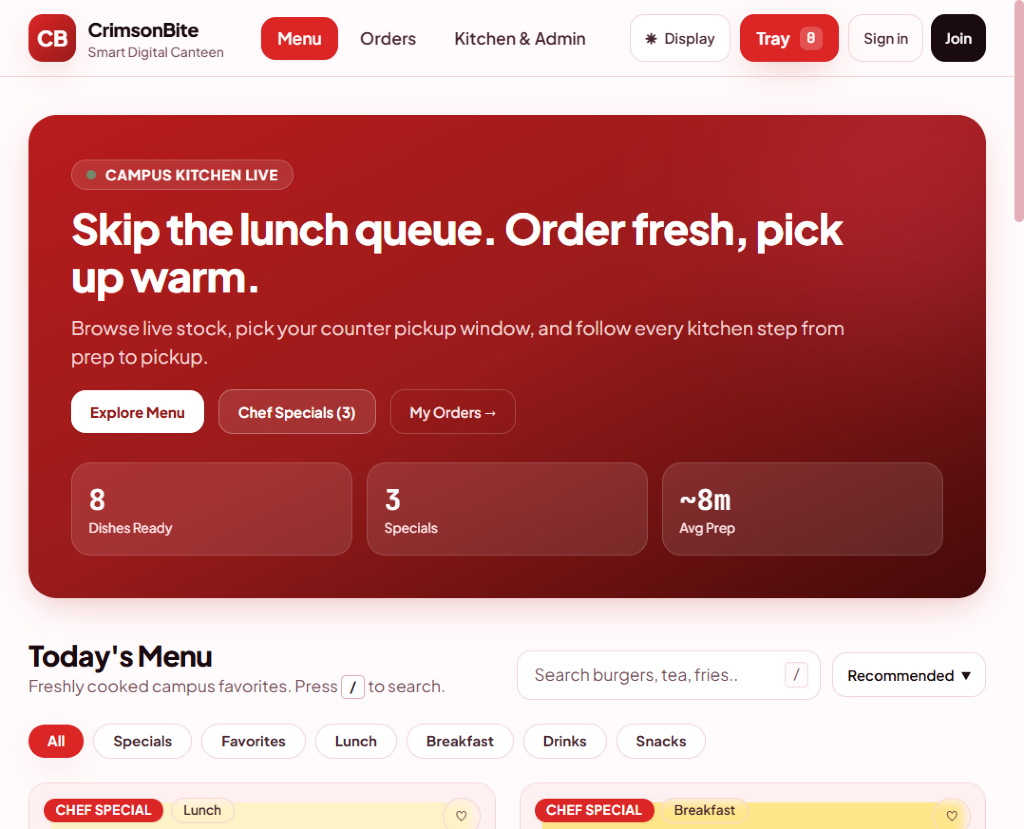 CB
CrimsonBite
Smart Digital Canteen
Menu
Orders
Kitchen & Admin
Display
Tray 0
Sign in
Join
CAMPUS KITCHEN LIVE
Skip the lunch queue. Order fresh, pick
up warm.
Browse live stock, pick your counter pickup window, and follow every kitchen step from
prep to pickup.
Explore Menu
Chef Specials (3)
My Orders →
8
Dishes Ready
3
Specials
~8m
Avg Prep
Today's Menu
Freshly cooked campus favorites. Press / to search.
Search burgers, tea, fries.. /
Recommended ▼
All
Specials
Favorites
Lunch
Breakfast
Drinks
Snacks
CHEF SPECIAL
Lunch
CHEF SPECIAL
Breakfast